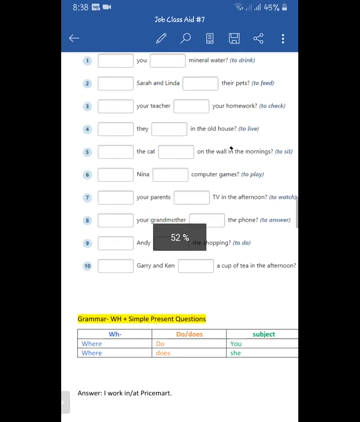 8:38 45%
Job Class Aid #7
1 you mineral water? (to drink)
2 Sarah and Linda their pets? (to feed)
3 your teacher your homework? (to check)
4 they in the old house? (to live)
5 the cat on the wall in the mornings? (to sit)
6 Nina computer games? (to play)
7 your parents TV in the afternoon? (to watch)
8 your grandmother the phone? (to answer)
52 %
9 Andy shopping? (to do)
10 Garry and Ken a cup of tea in the afternoon?
Grammar- WH + Simple Present Questions
Wh- Do/does subject
Where Do You
Where does she
Answer: I work in/at Pricemart.